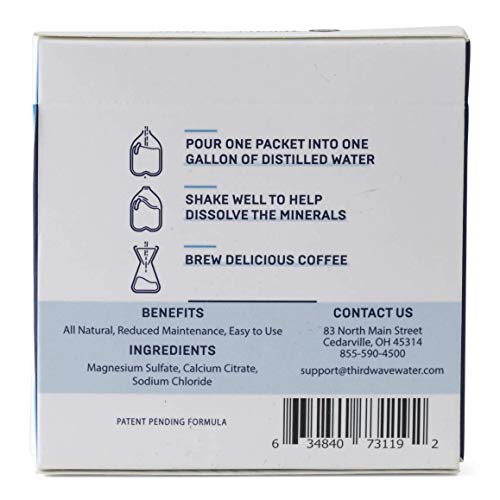 POUR ONE PACKET INTO ONE
GALLON OF DISTILLED WATER
SHAKE WELL TO HELP
DISSOLVE THE MINERALS
BREW DELICIOUS COFFEE
BENEFITS
All Natural, Reduced Maintenance, Easy to Use
INGREDIENTS
Magnesium Sulfate, Calcium Citrate,
Sodium Chloride
CONTACT US
83 North Main Street
Cedarville, OH 45314
855-590-4500
support@thirdwavewater.com
PATENT PENDING FORMULA
6 34840 73119 2